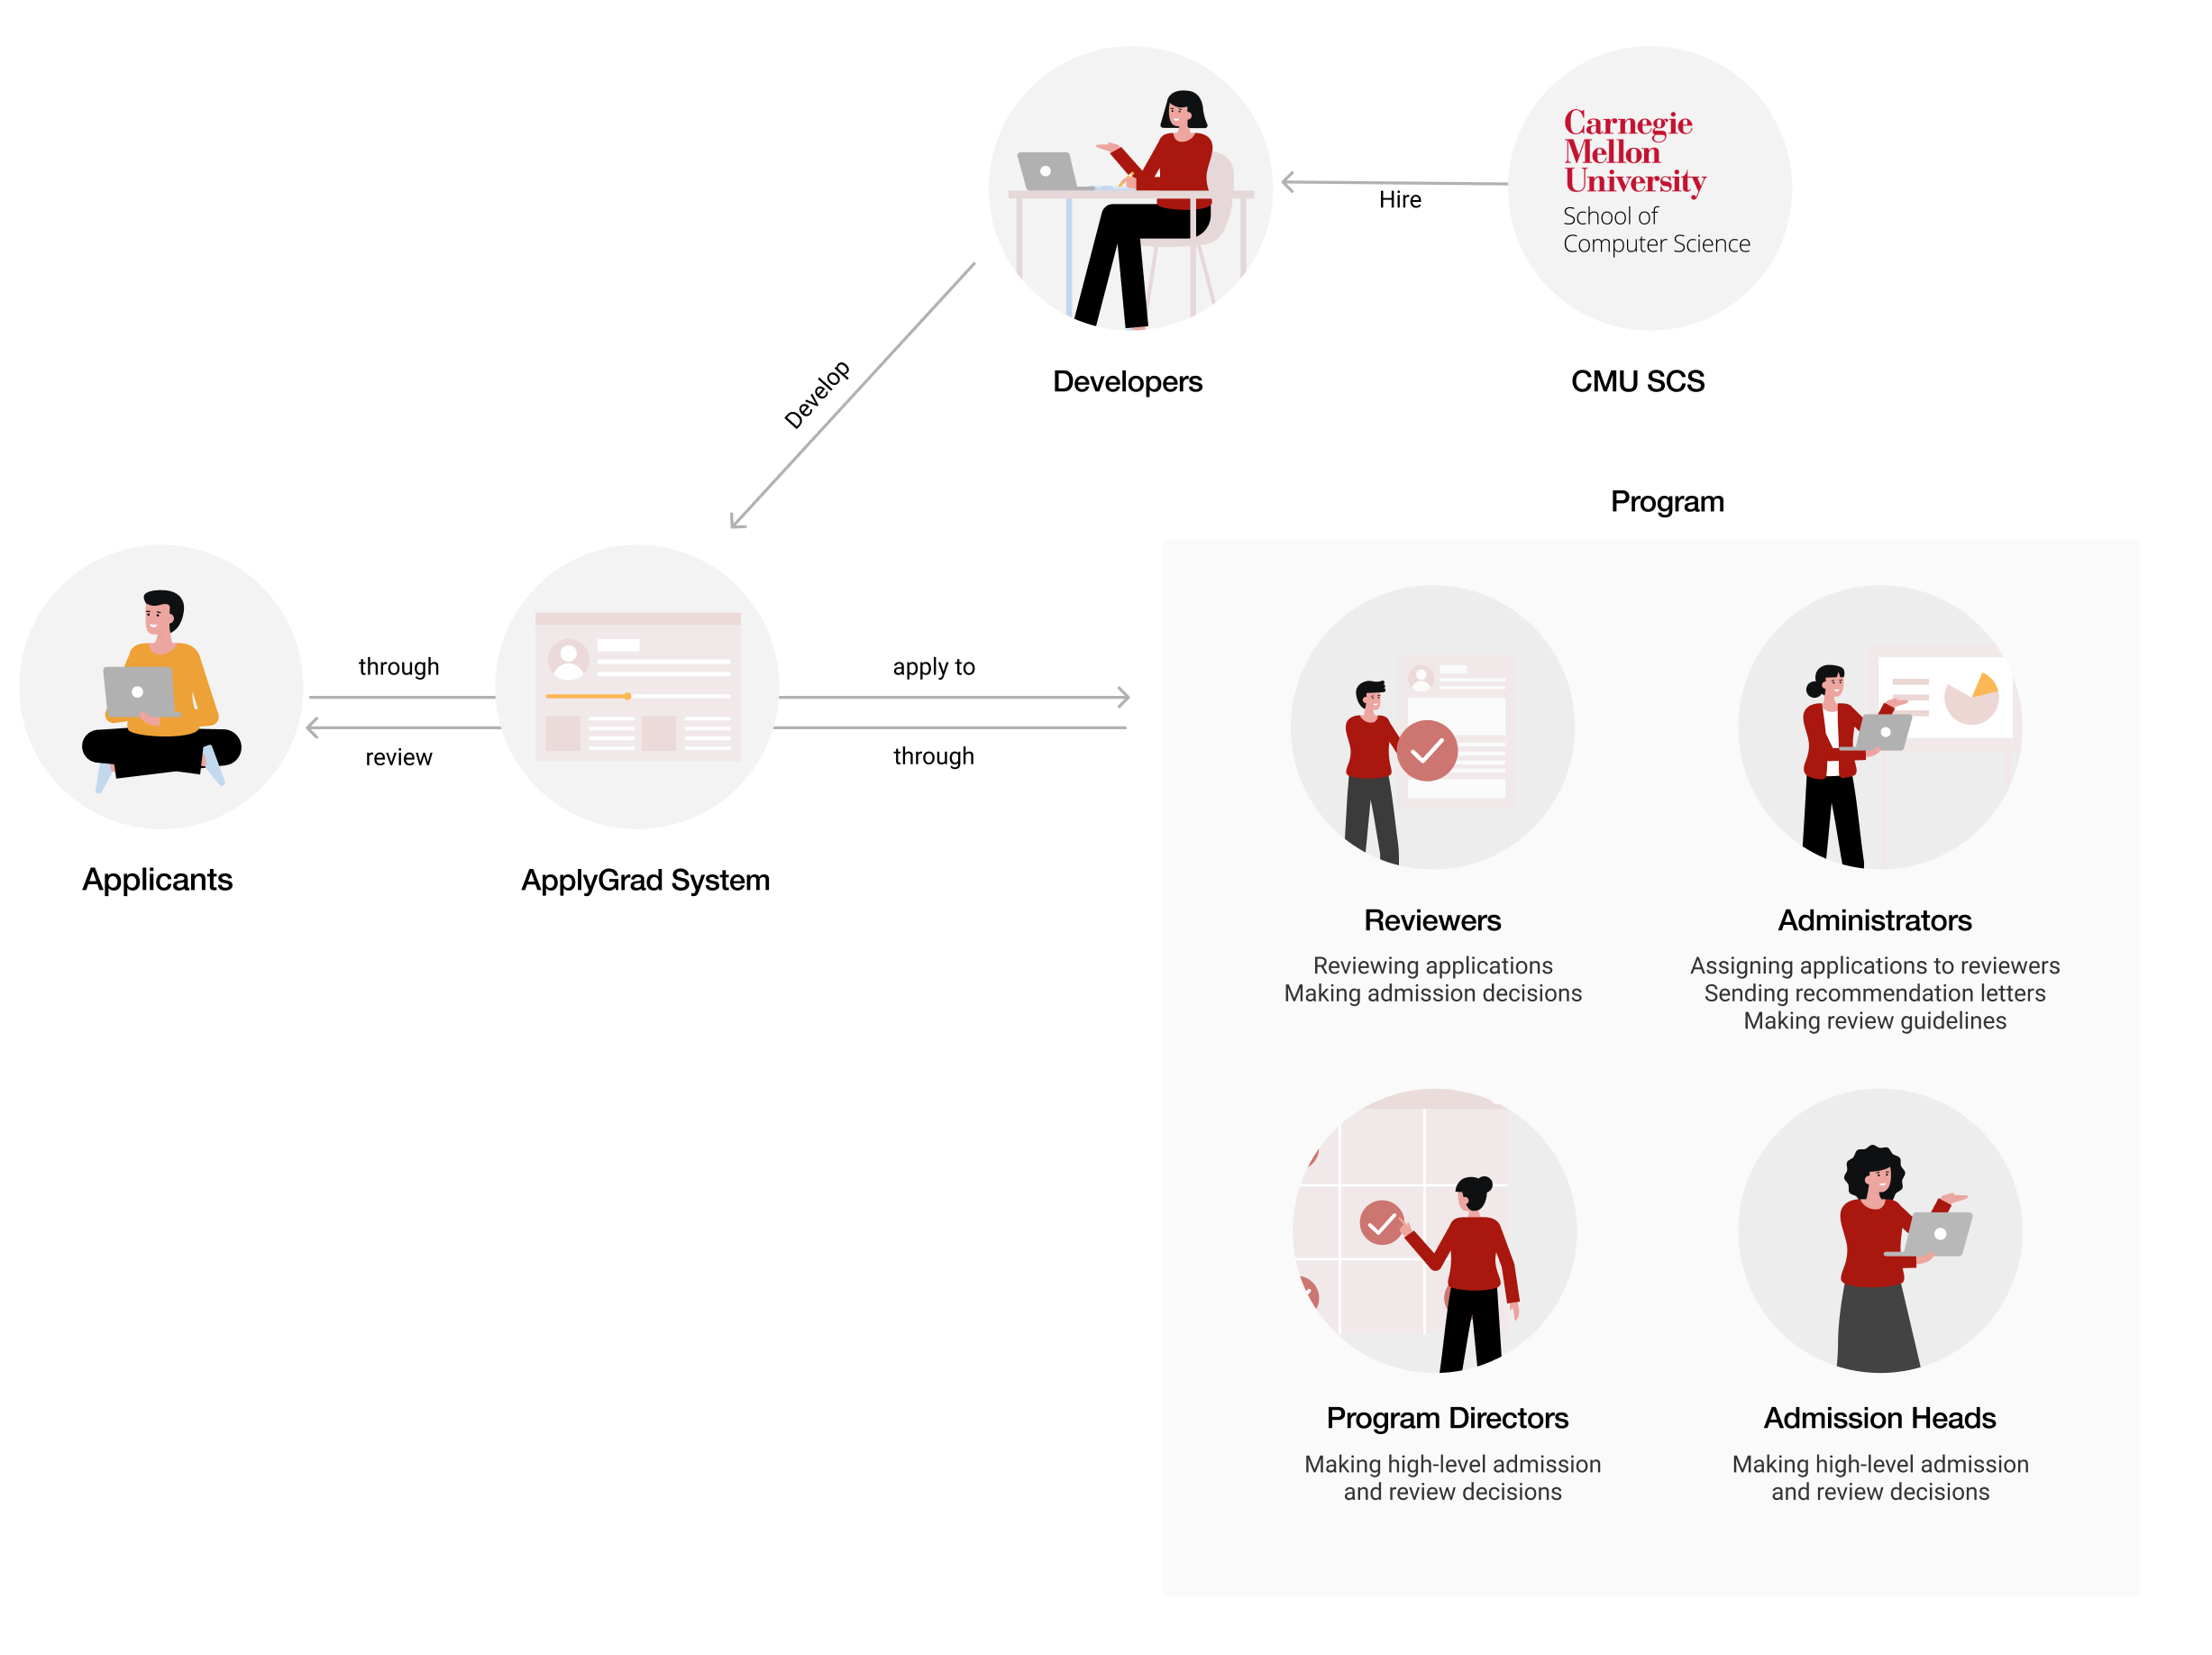 Carnegie
Mellon
University
School of
Computer Science
Hire
Developers
CMU SCS
Develop
Program
through
apply to
review
through
Applicants
ApplyGrad System
Reviewers
Reviewing applications
Making admission decisions
Administrators
Assigning applications to reviewers
Sending recommendation letters
Making review guidelines
Program Directors
Making high-level admission
and review decisions
Admission Heads
Making high-level admission
and review decisions